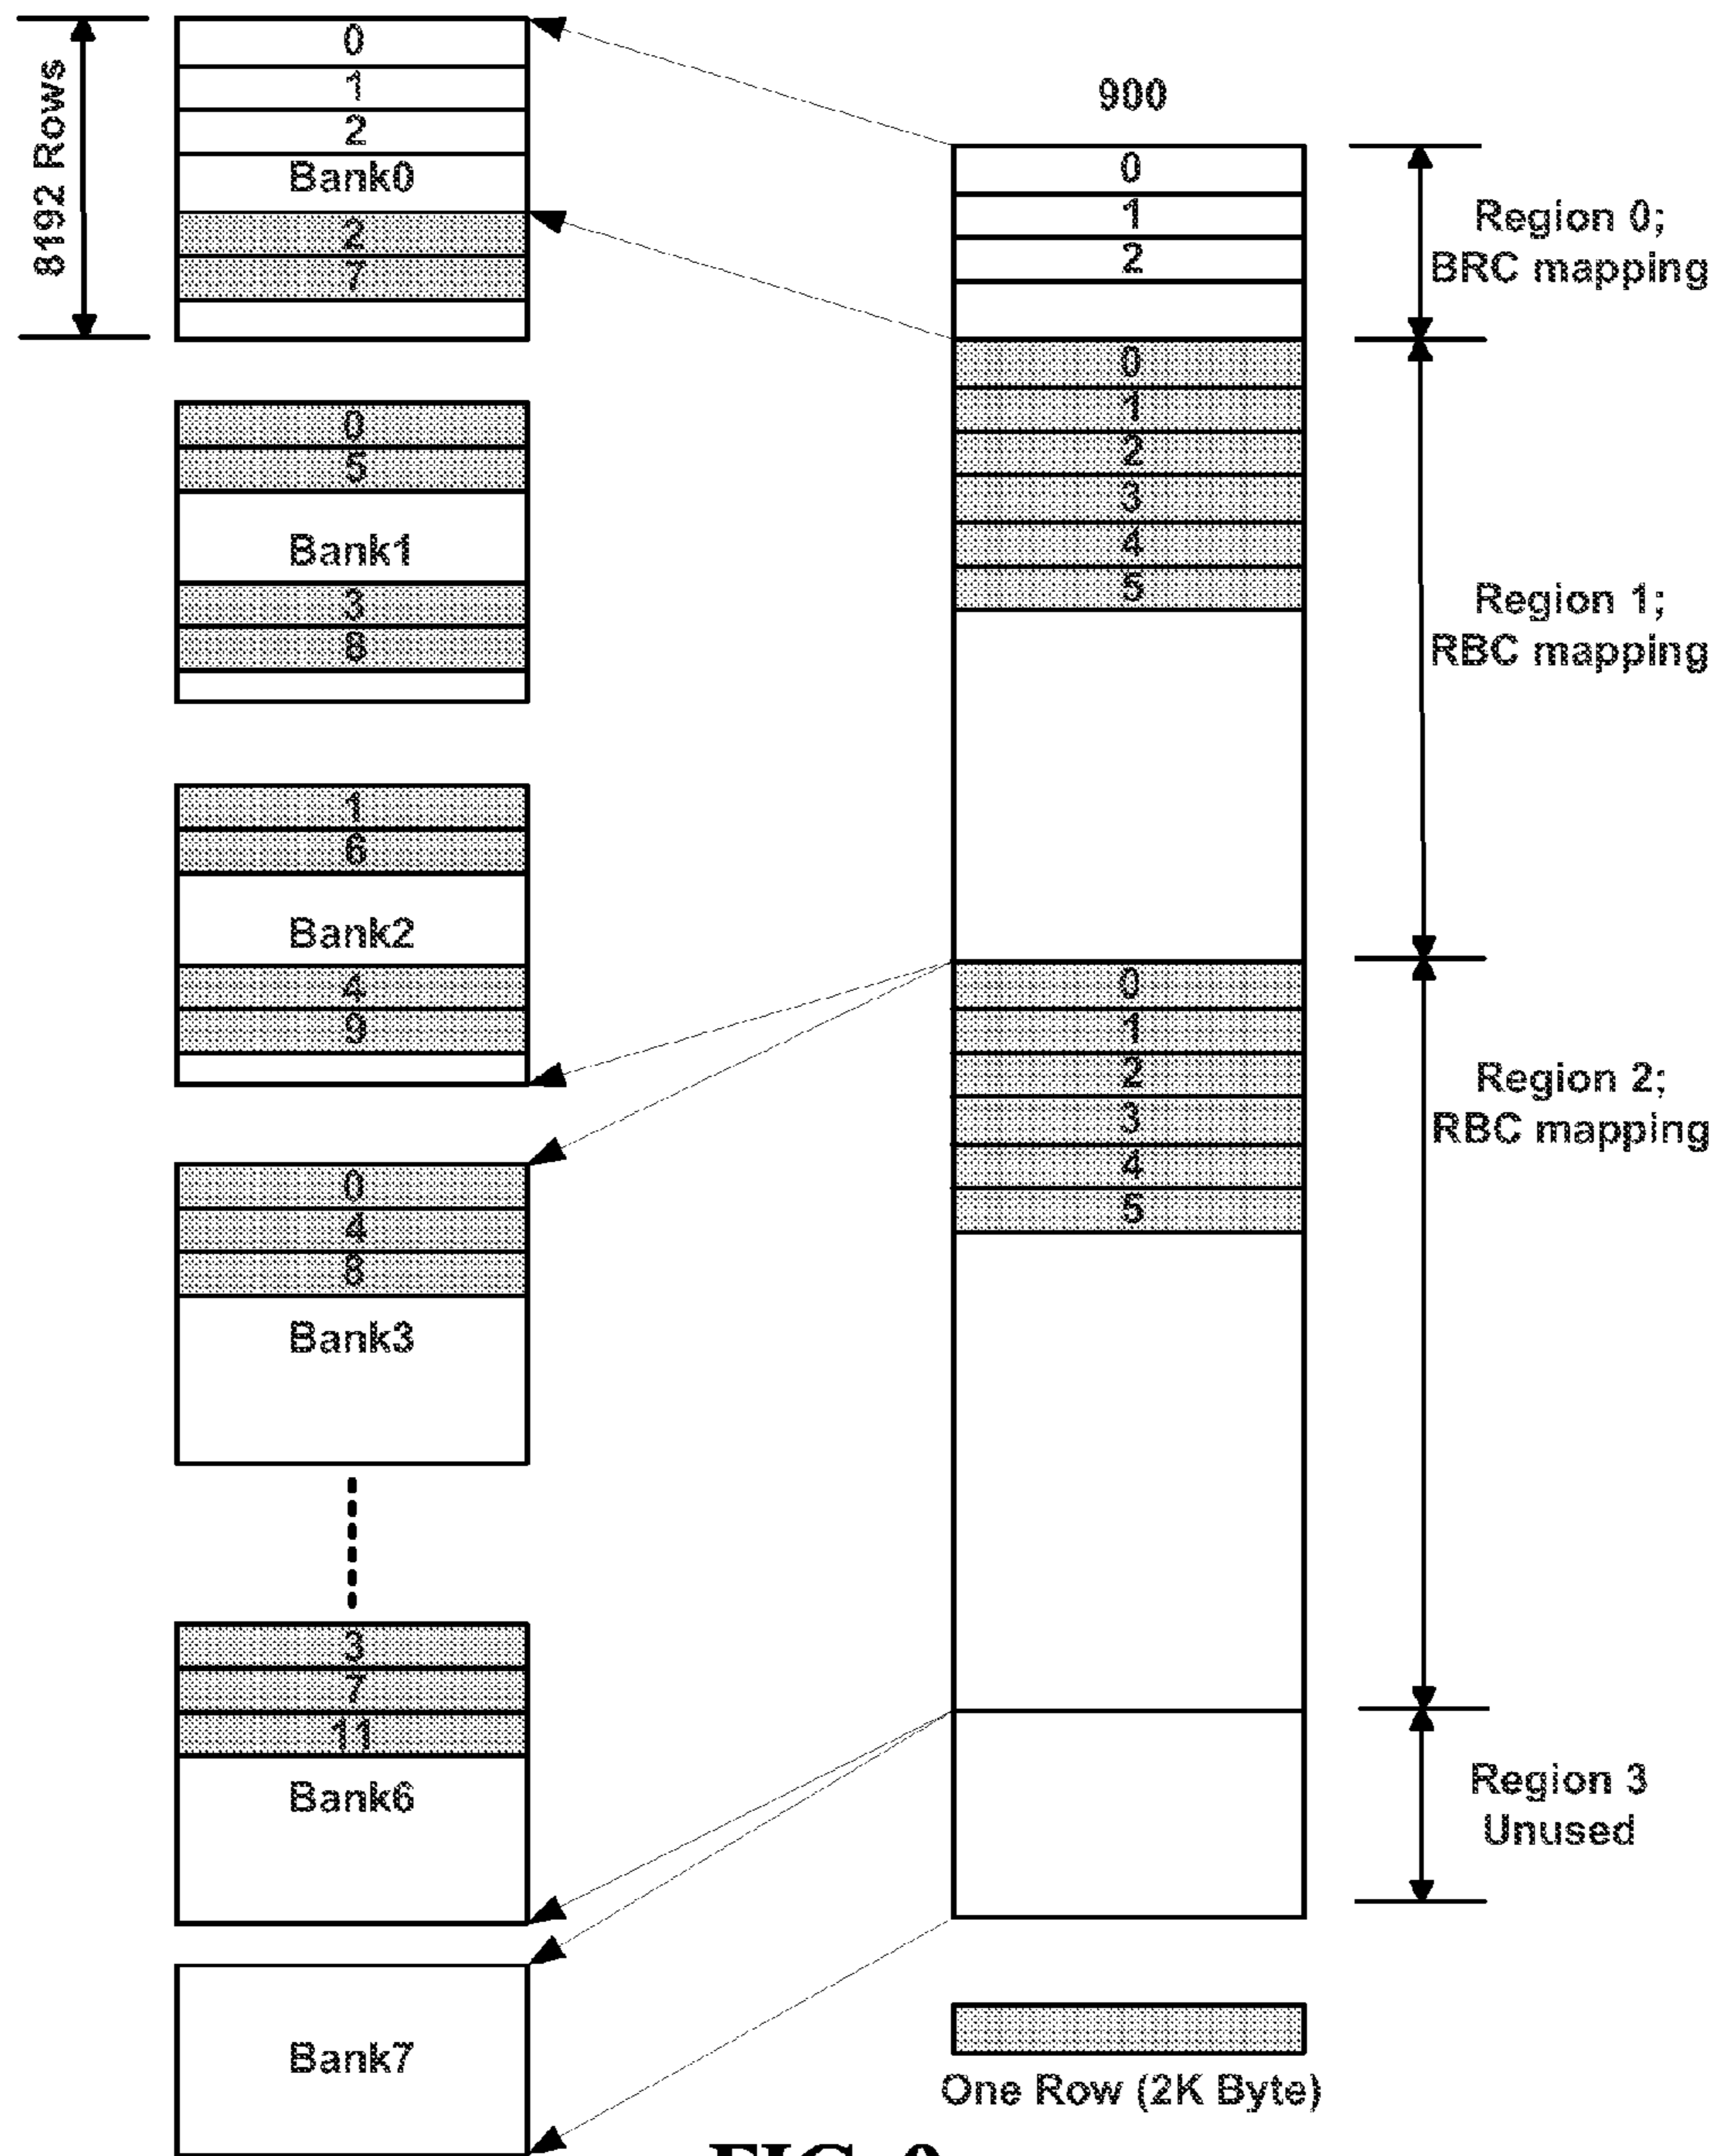 8192 Rows
0
1
2
Bank0
2
7
0
5
Bank1
3
8
1
6
Bank2
4
9
0
4
8
Bank3
3
7
11
Bank6
Bank7
900
0
1
2
0
1
2
3
4
5
0
1
2
3
4
5
Region 0;
BRC mapping
Region 1;
RBC mapping
Region 2;
RBC mapping
Region 3
Unused
One Row (2K Byte)
FIG. 9